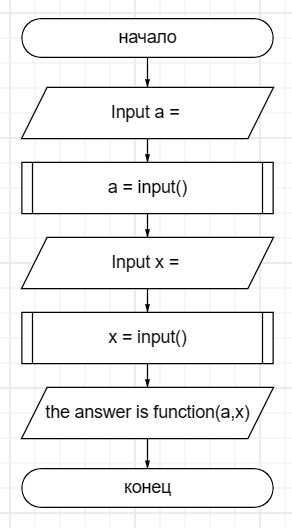 начало
Input a =
a = input()
Input x =
x = input()
the answer is function(a,x)
конец